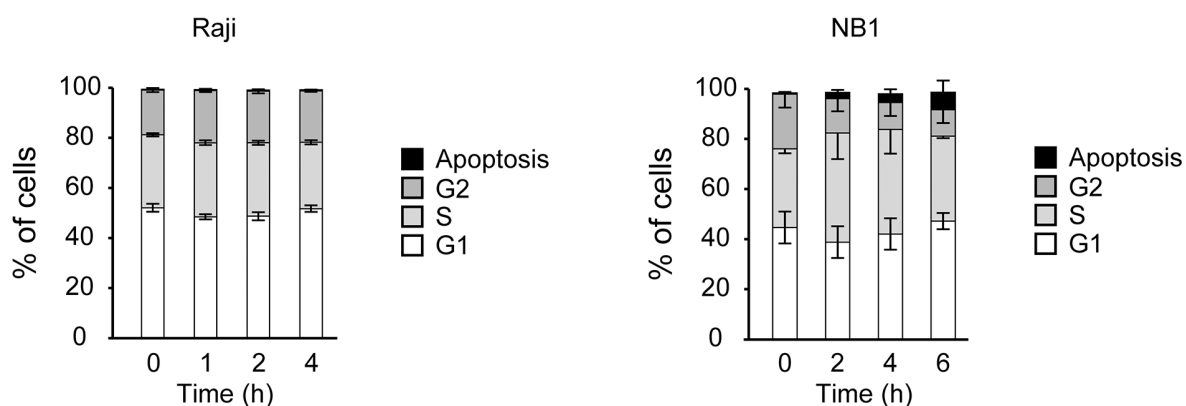 Raji
% of cells
100
80
60
40
20
0
0 1 2 4
Time (h)
Apoptosis
G2
S
G1
NB1
% of cells
100
80
60
40
20
0
0 2 4 6
Time (h)
Apoptosis
G2
S
G1